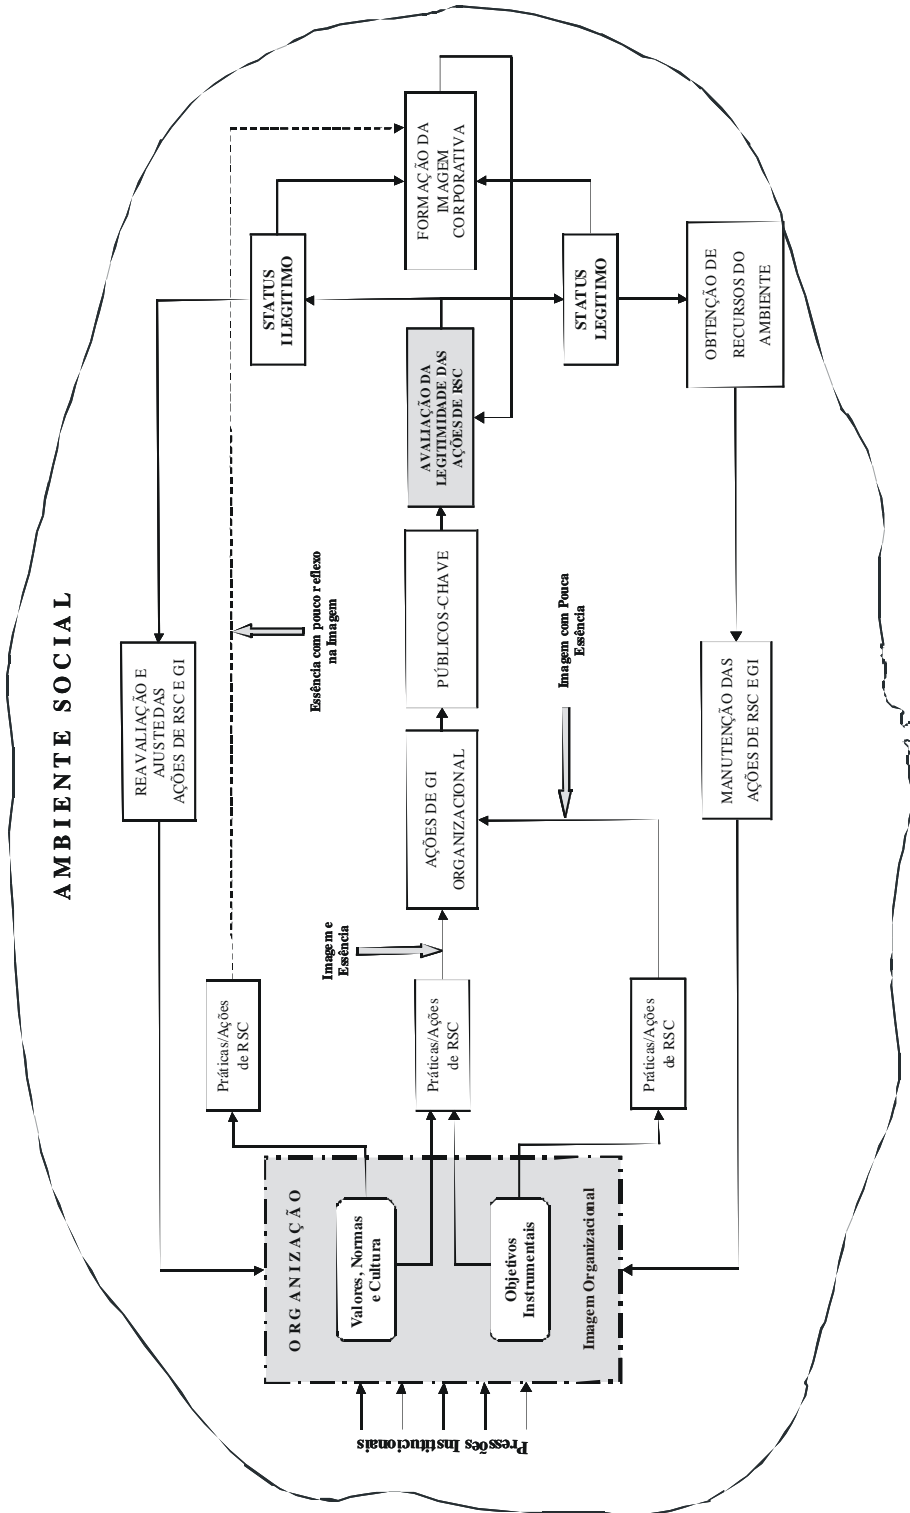 AMBIENTE SOCIAL
Pressões Institucionais
ORGANIZAÇÃO
Valores, Normas
e Cultura
Objetivos
Instrumentais
Imagem Organizacional
Práticas/Ações
de RSC
Práticas/Ações
de RSC
Práticas/Ações
de RSC
Imagem e
Essência
REAVALIAÇÃO E
AJUSTE DAS
AÇÕES DE RSC E GI
Essência com pouco reflexo
na Imagem
AÇÕES DE GI
ORGANIZACIONAL
Imagem com Pouca
Essência
MANUTENÇÃO DAS
AÇÕES DE RSC E GI
PÚBLICOS-CHAVE
AVALIAÇÃO DA
LEGITIMIDADE DAS
AÇÕES DE RSC
STATUS
ILEGITIMO
STATUS
LEGITIMO
OBTENÇÃO DE
RECURSOS DO
AMBIENTE
FORMAÇÃO DA
IMAGEM
CORPORATIVA